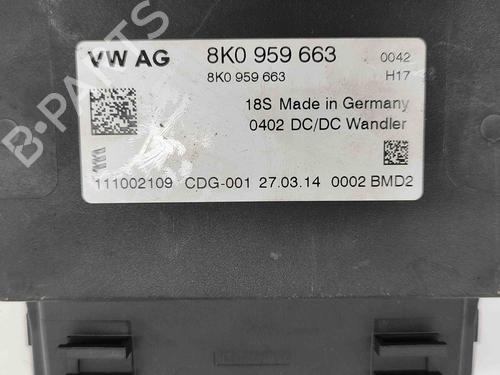 VW AG 8K0 959 663 0042
8K0 959 663 H17
18S Made in Germany
0402 DC/DC Wandler
111002109 CDG-001 27.03.14 0002 BMD2
B-PARTS